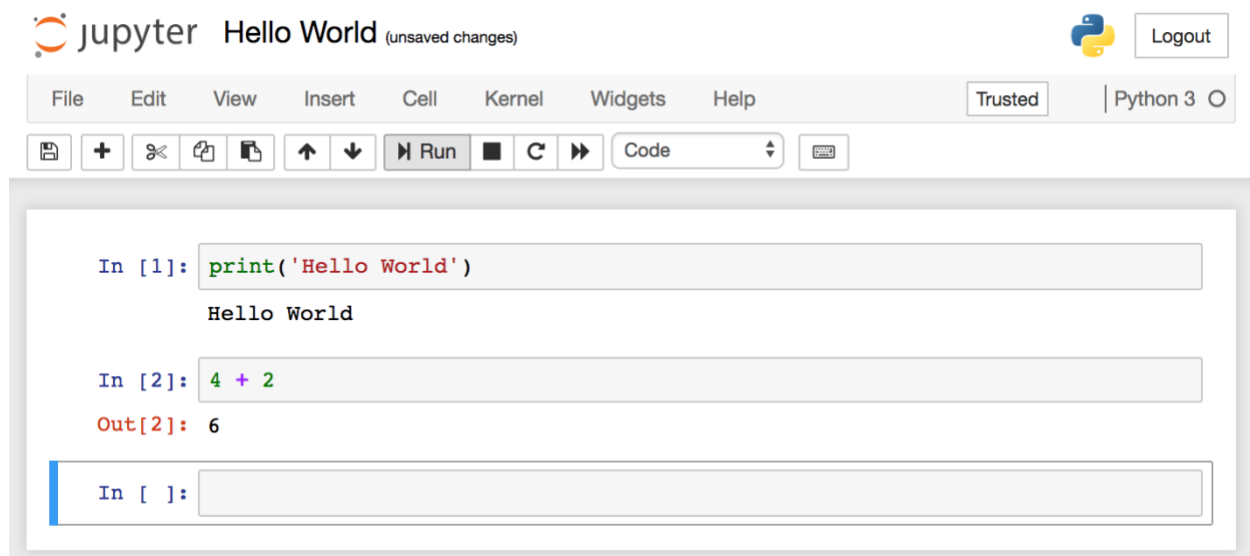 jupyter Hello World (unsaved changes) Logout
File Edit View Insert Cell Kernel Widgets Help Trusted Python 3
Run Code
In [1]: print('Hello World')
Hello World
In [2]: 4 + 2
Out[2]: 6
In [ ]: